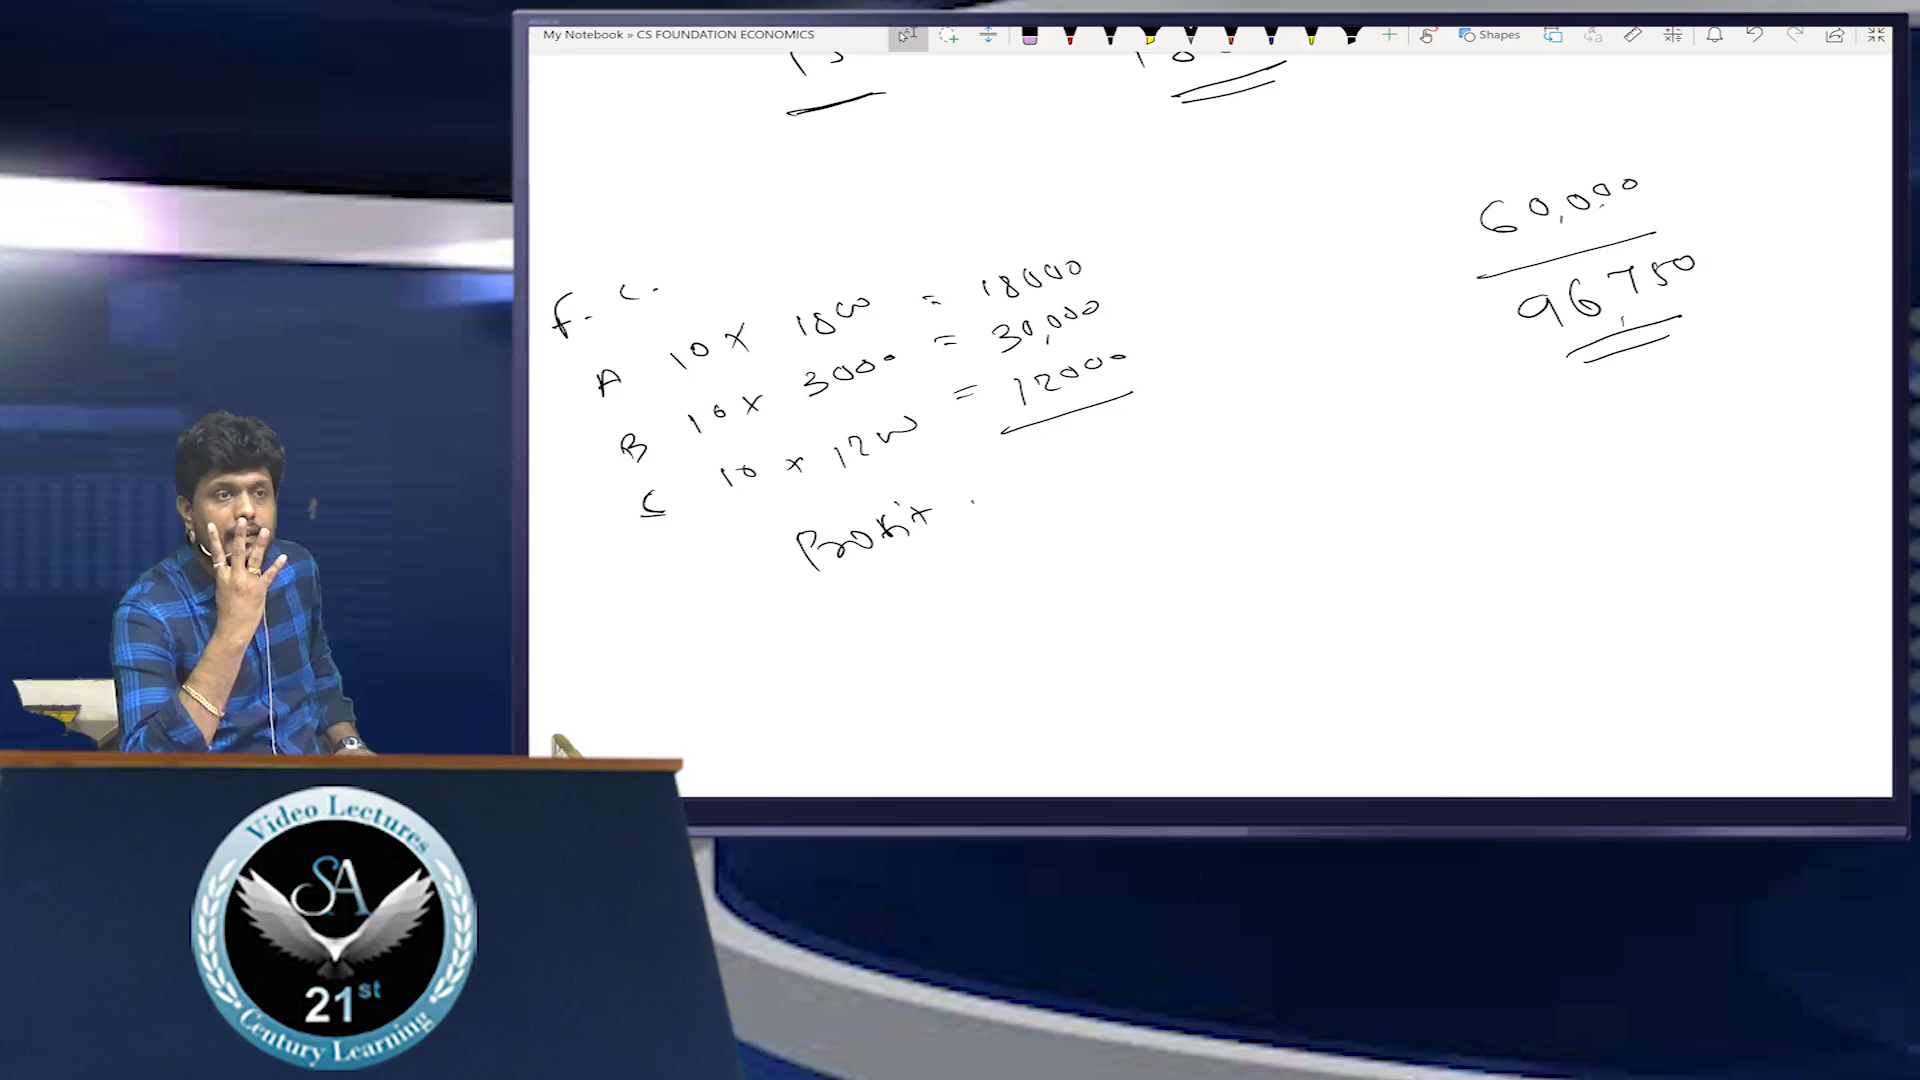 My Notebook » CS FOUNDATION ECONOMICS
Shapes
60,000
96,750
F. C.
A 10 X 1800 = 18000
B 10 X 3000 = 30,000
C 10 X 1200 = 12000
Profit
Video Lectures
SA
21st
Century Learning